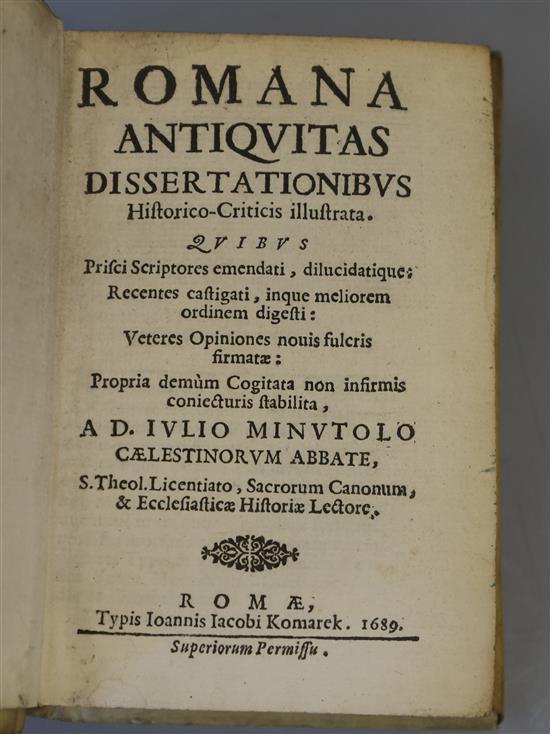 ROMANA
ANTIQVITAS
DISSERTATIONIBVS
Hiſtorico-Criticis illuſtrata.
QVIBVS
Priſci Scriptores emendati, dilucidatique:
Recentes caſtigati, inque meliorem
ordinem digeſti:
Veteres Opiniones nouis fulcris
firmatæ:
Propria demùm Cogitata non infirmis
coniecturis ſtabilita,
A D. IVLIO MINVTOLO
CÆLESTINORVM ABBATE,
S. Theol. Licentiato, Sacrorum Canonum,
& Eccleſiaſticæ Hiſtoriæ Lectore.
ROMÆ,
Typis Ioannis Iacobi Komarek. 1689.
Superiorum Permiſſu.